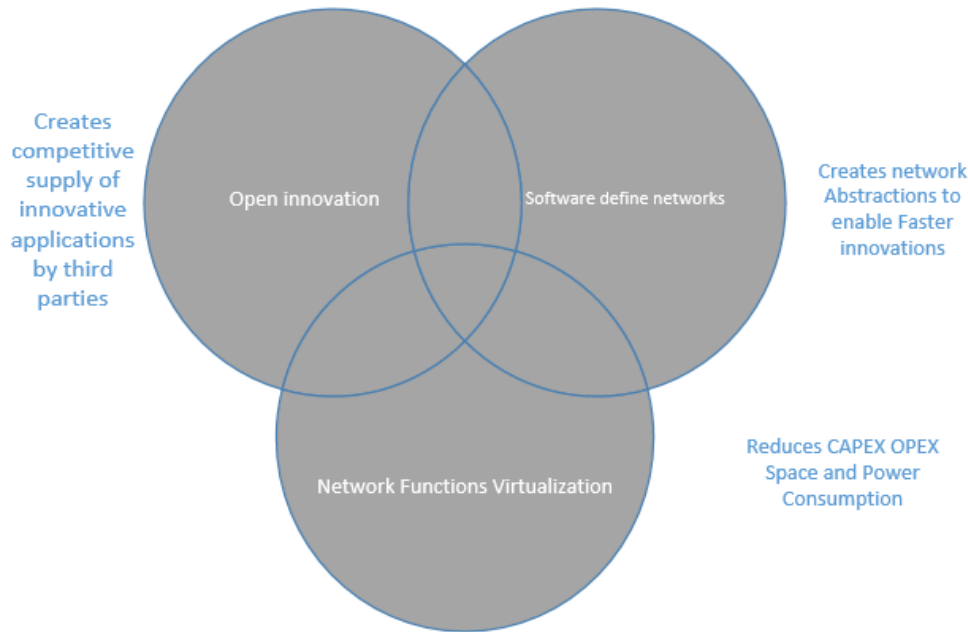 Creates
competitive
supply of
innovative
applications
by third
parties
Open innovation
Software define networks
Creates network
Abstractions to
enable Faster
innovations
Network Functions Virtualization
Reduces CAPEX OPEX
Space and Power
Consumption